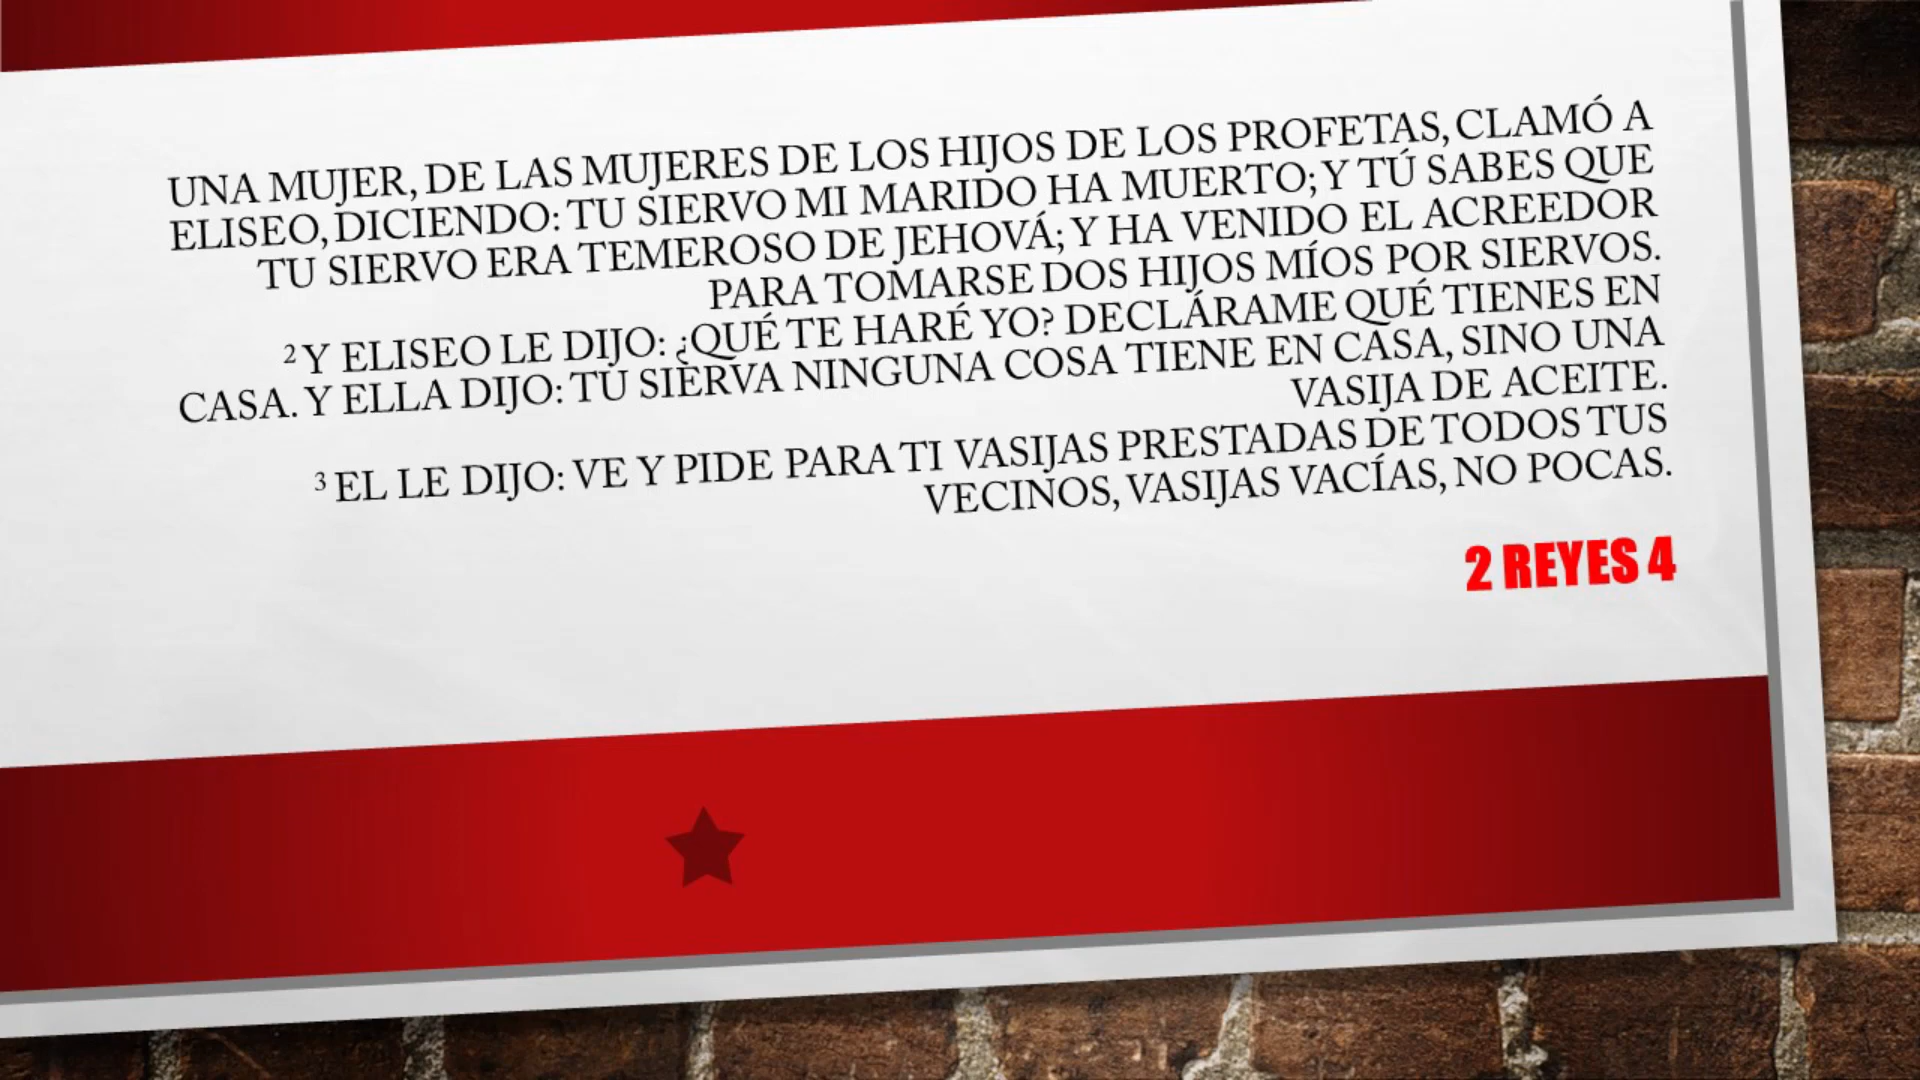 UNA MUJER, DE LAS MUJERES DE LOS HIJOS DE LOS PROFETAS, CLAMÓ A
ELISEO, DICIENDO: TU SIERVO MI MARIDO HA MUERTO; Y TÚ SABES QUE
TU SIERVO ERA TEMEROSO DE JEHOVÁ; Y HA VENIDO EL ACREEDOR
PARA TOMARSE DOS HIJOS MÍOS POR SIERVOS.
² Y ELISEO LE DIJO: ¿QUÉ TE HARÉ YO? DECLÁRAME QUÉ TIENES EN
CASA. Y ELLA DIJO: TU SIERVA NINGUNA COSA TIENE EN CASA, SINO UNA
VASIJA DE ACEITE.
³ EL LE DIJO: VE Y PIDE PARA TI VASIJAS PRESTADAS DE TODOS TUS
VECINOS, VASIJAS VACÍAS, NO POCAS.
2 REYES 4